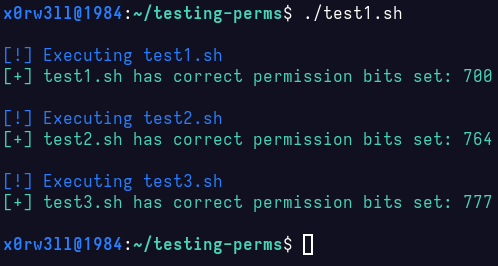 x0rw3ll@1984:~/testing-perms$ ./test1.sh
[!] Executing test1.sh
[+] test1.sh has correct permission bits set: 700
[!] Executing test2.sh
[+] test2.sh has correct permission bits set: 764
[!] Executing test3.sh
[+] test3.sh has correct permission bits set: 777
x0rw3ll@1984:~/testing-perms$